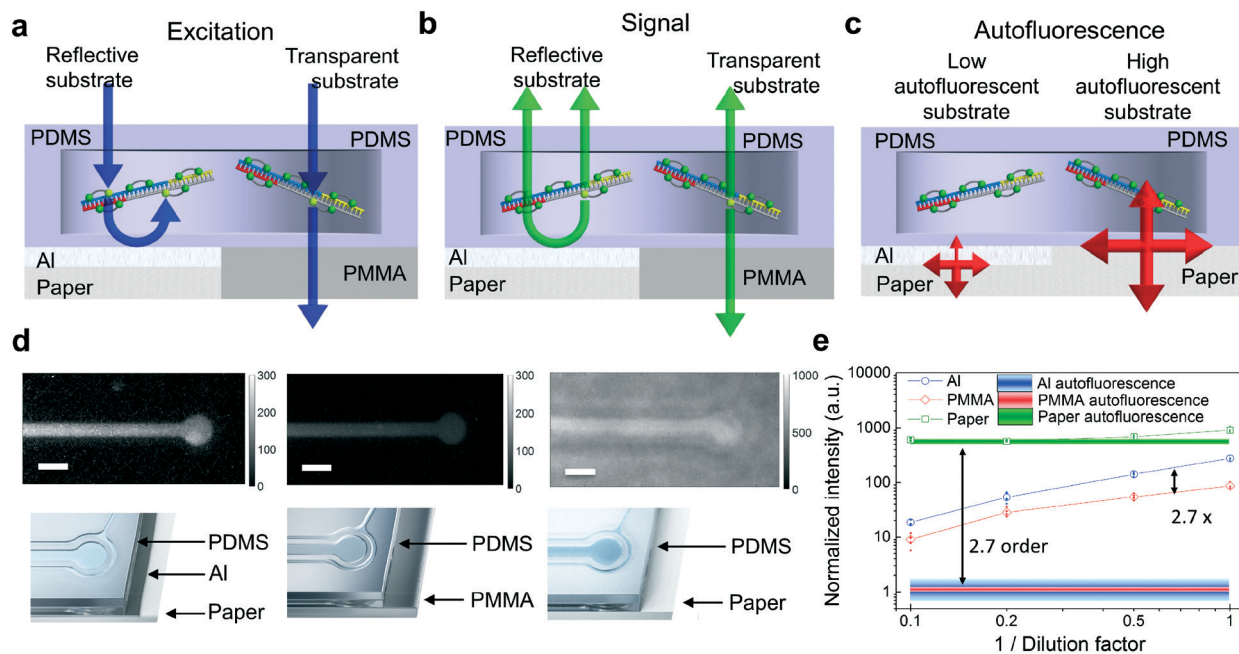 a
Excitation
Reflective
substrate
Transparent
substrate
PDMS
PDMS
Al
Paper
PMMA
b
Signal
Reflective
substrate
Transparent
substrate
PDMS
PDMS
Al
Paper
PMMA
c
Autofluorescence
Low
autofluorescent
substrate
High
autofluorescent
substrate
PDMS
PDMS
Al
Paper
Paper
d
300
200
100
0
300
200
100
0
1000
500
0
PDMS
Al
Paper
PDMS
PMMA
PDMS
Paper
e
Normalized intensity (a.u.)
10000
1000
100
10
1
Al
PMMA
Paper
Al autofluorescence
PMMA autofluorescence
Paper autofluorescence
2.7 order
2.7 x
0.1
0.2
0.5
1
1 / Dilution factor